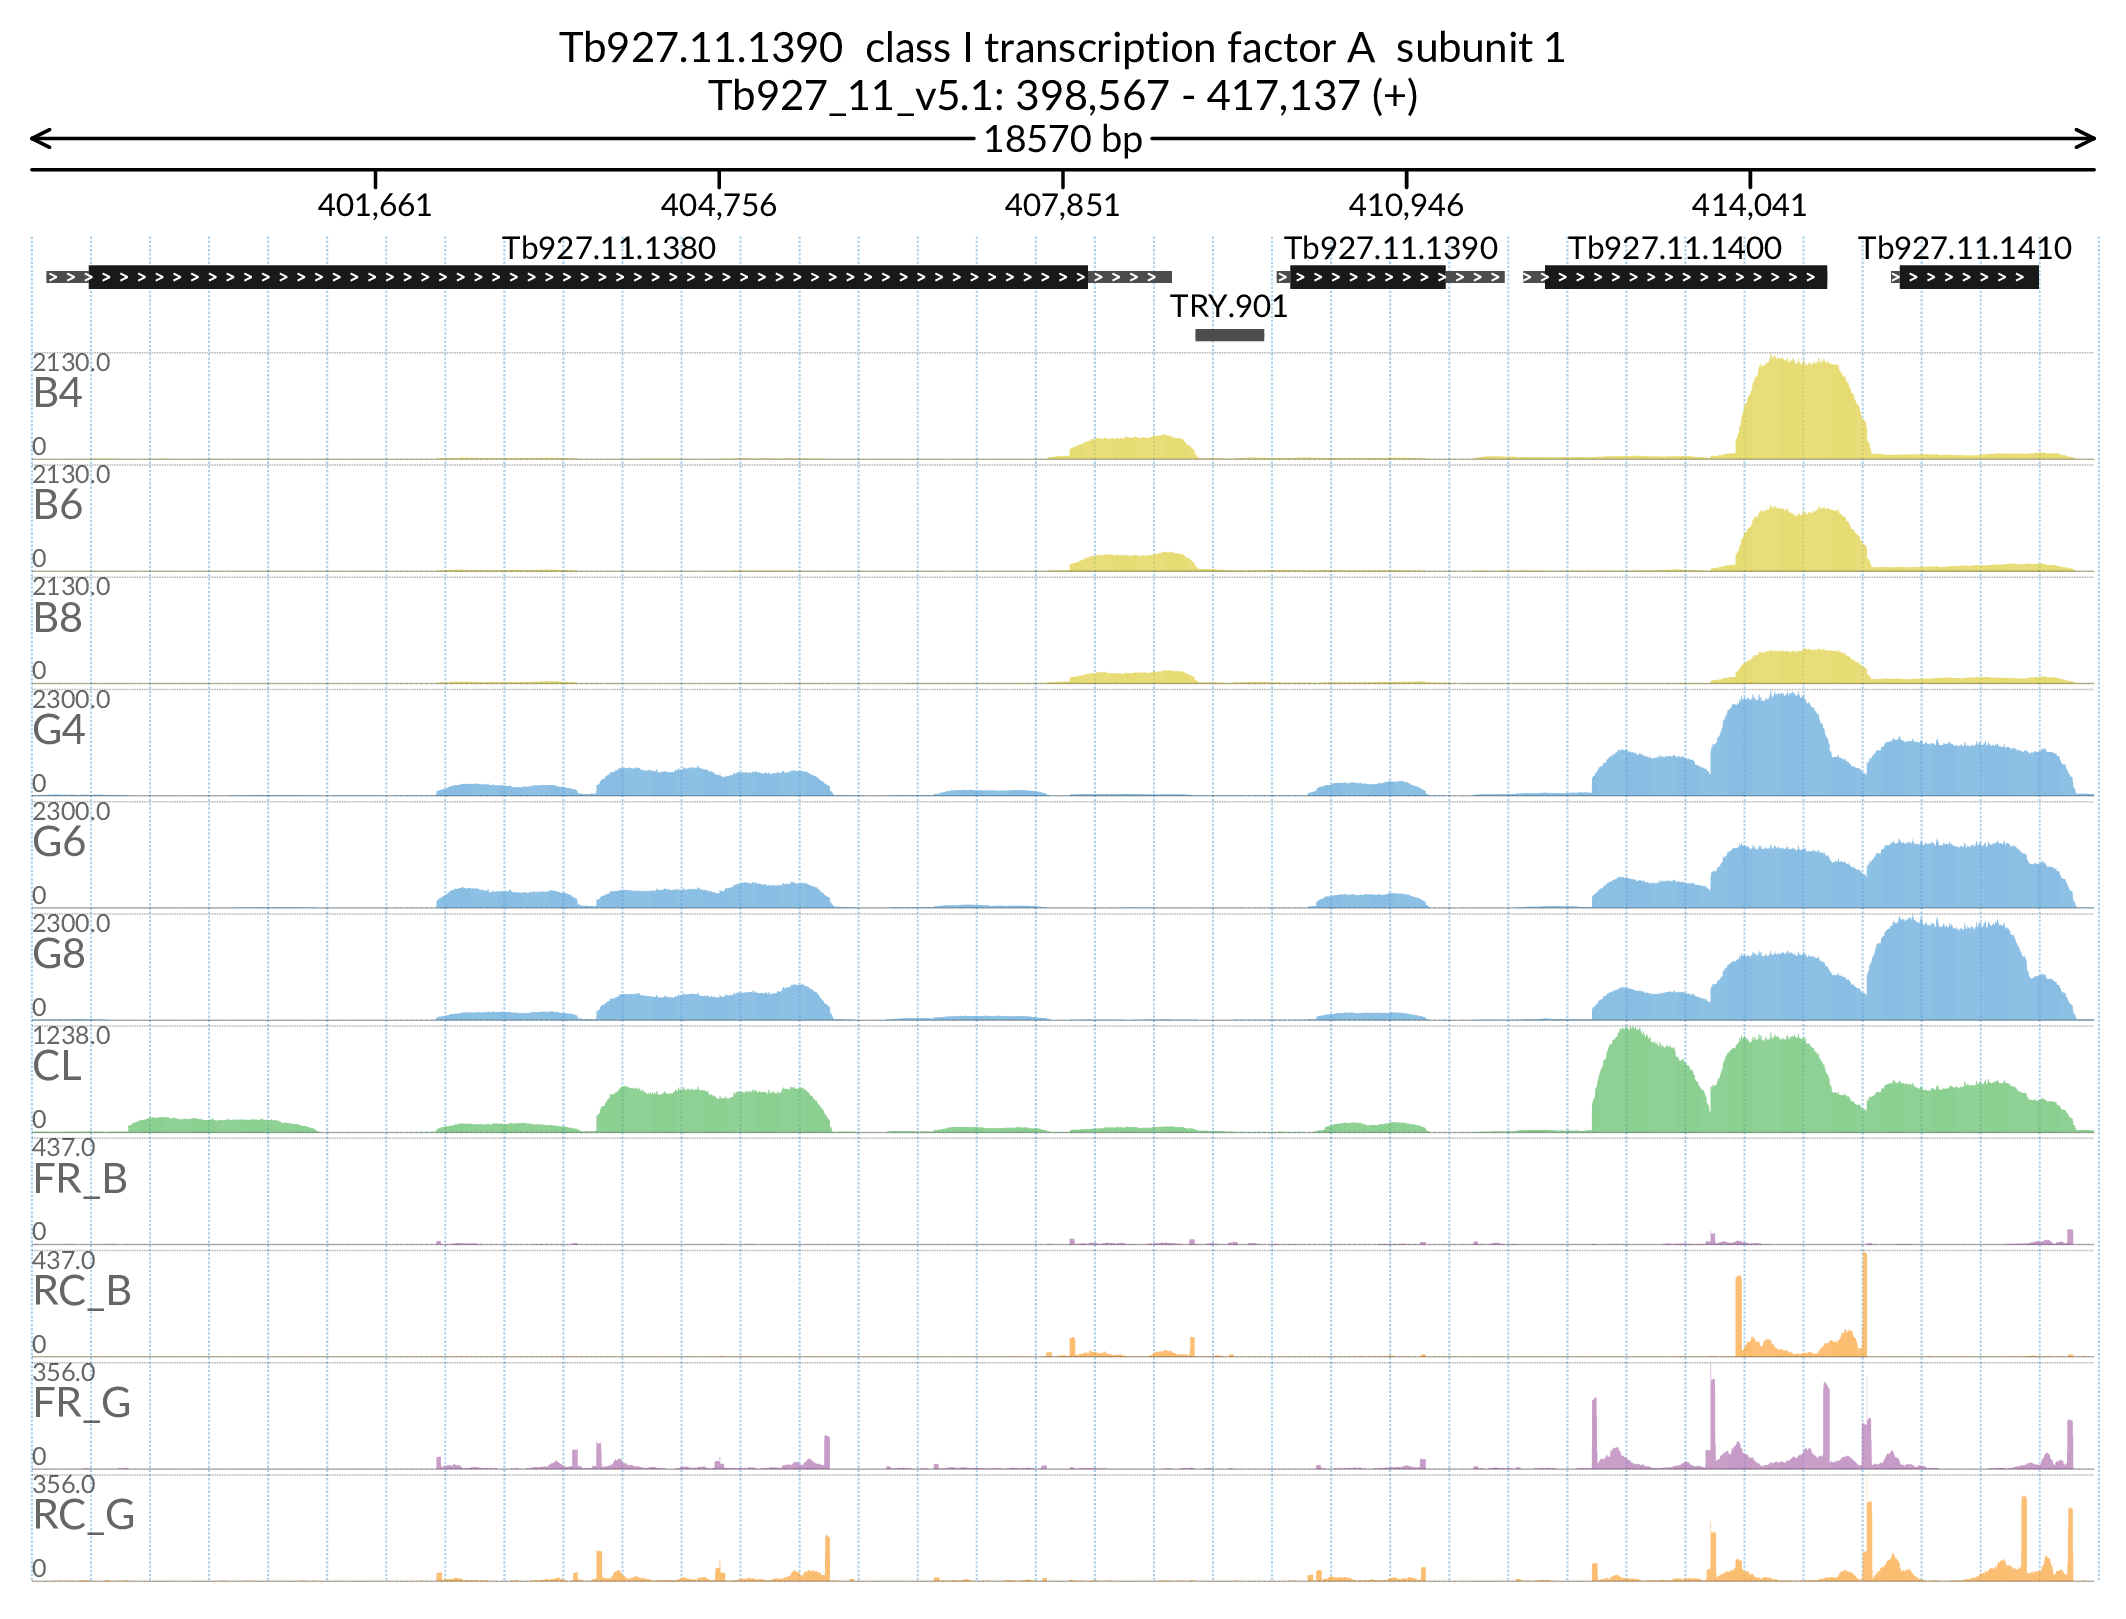 Tb927.11.1390 class I transcription factor A subunit 1
Tb927_11_v5.1: 398,567 - 417,137 (+)
18570 bp
401,661 404,756 407,851 410,946 414,041
Tb927.11.1380 Tb927.11.1390 Tb927.11.1400 Tb927.11.1410
TRY.901
2130.0
B4
0
2130.0
B6
0
2130.0
B8
0
2300.0
G4
0
2300.0
G6
0
2300.0
G8
0
1238.0
CL
0
437.0
FR_B
0
437.0
RC_B
0
356.0
FR_G
0
356.0
RC_G
0